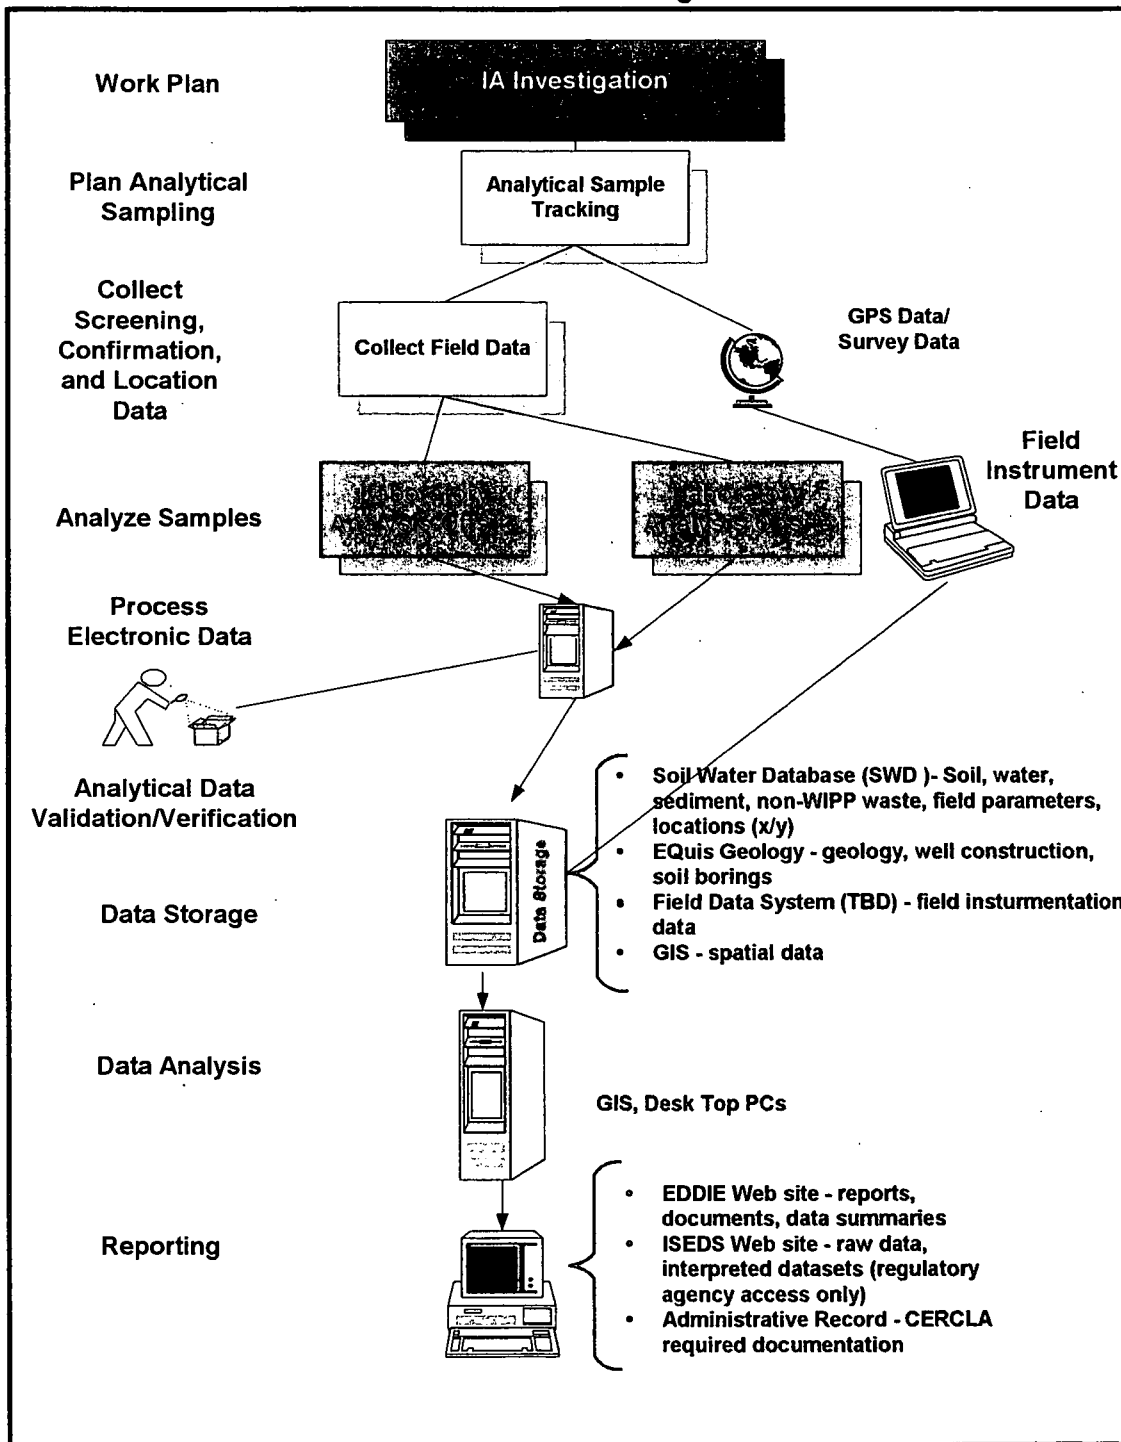 Work Plan
IA Investigation
Plan Analytical
Sampling
Analytical Sample
Tracking
Collect
Screening,
Confirmation,
and Location
Data
Collect Field Data
GPS Data/
Survey Data
Field
Instrument
Data
Analyze Samples
Laboratory
Analysis
Laboratory
Analysis
Process
Electronic Data
Analytical Data
Validation/Verification
Data Storage
Data Storage
• Soil Water Database (SWD )- Soil, water,
sediment, non-WIPP waste, field parameters,
locations (x/y)
• EQuis Geology - geology, well construction,
soil borings
• Field Data System (TBD) - field insturmentation
data
• GIS - spatial data
Data Analysis
GIS, Desk Top PCs
Reporting
• EDDIE Web site - reports,
documents, data summaries
• ISEDS Web site - raw data,
interpreted datasets (regulatory
agency access only)
• Administrative Record - CERCLA
required documentation